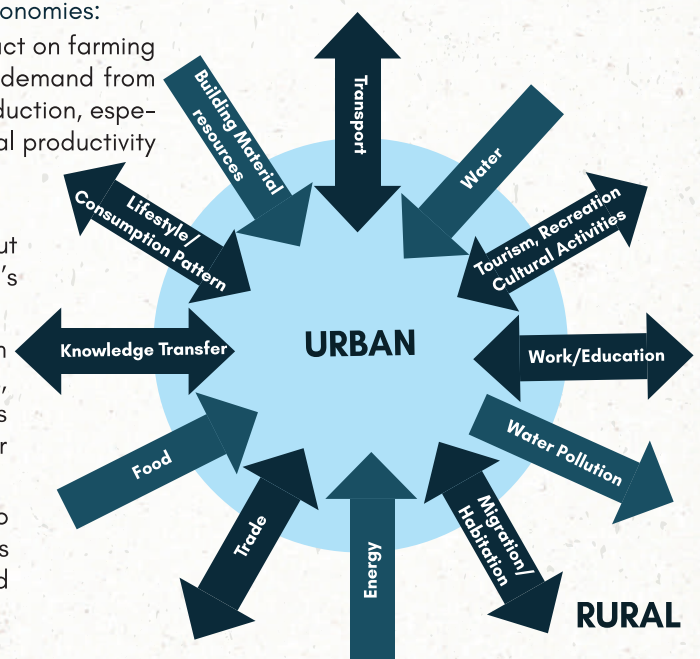 onomies:
act on farming
demand from
duction, espe-
al productivity
ut
's
n
,
s
r
o
s
d
Transport
Building Material
resources
Water
Lifestyle/
Consumption Pattern
Tourism, Recreation
Cultural Activities
Knowledge Transfer
URBAN
Work/Education
Food
Water Pollution
Trade
Energy
Migration/
Habitation
RURAL